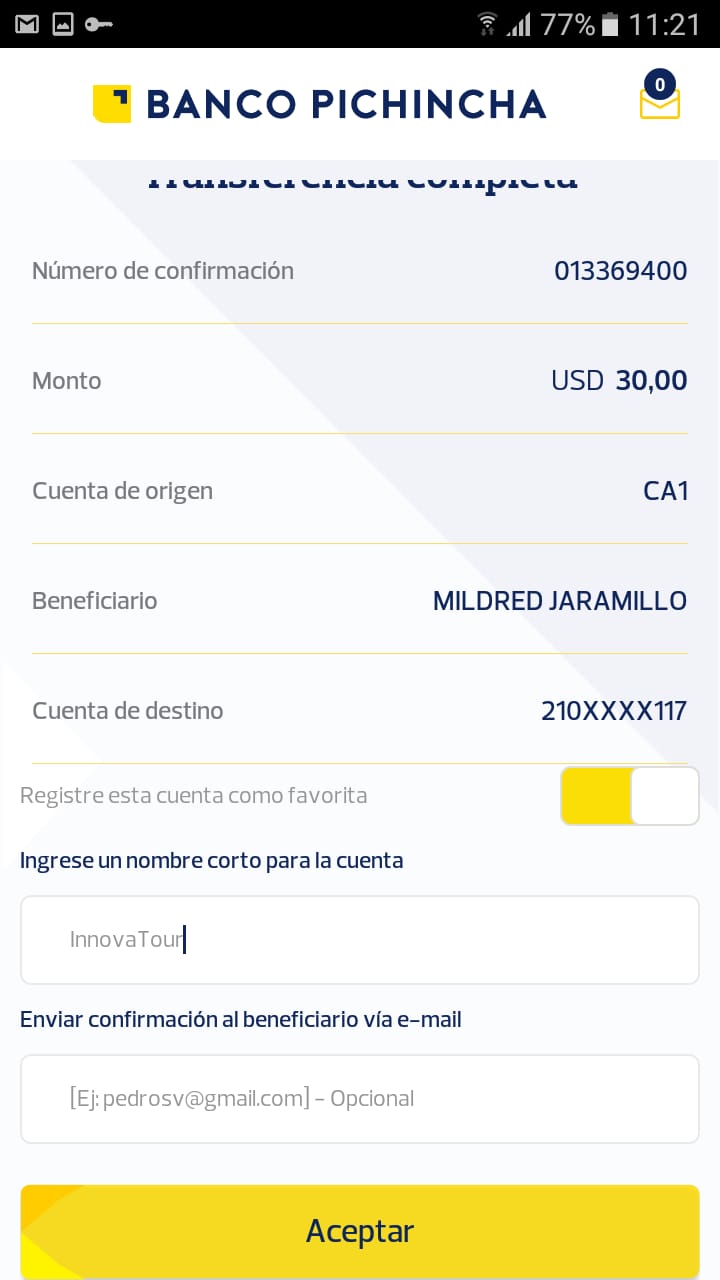 77% 11:21
BANCO PICHINCHA
0
Transferencia completa
Número de confirmación 013369400
Monto USD 30,00
Cuenta de origen CA1
Beneficiario MILDRED JARAMILLO
Cuenta de destino 210XXXX117
Registre esta cuenta como favorita
Ingrese un nombre corto para la cuenta
InnovaTour
Enviar confirmación al beneficiario vía e-mail
[Ej: pedrosv@gmail.com] - Opcional
Aceptar